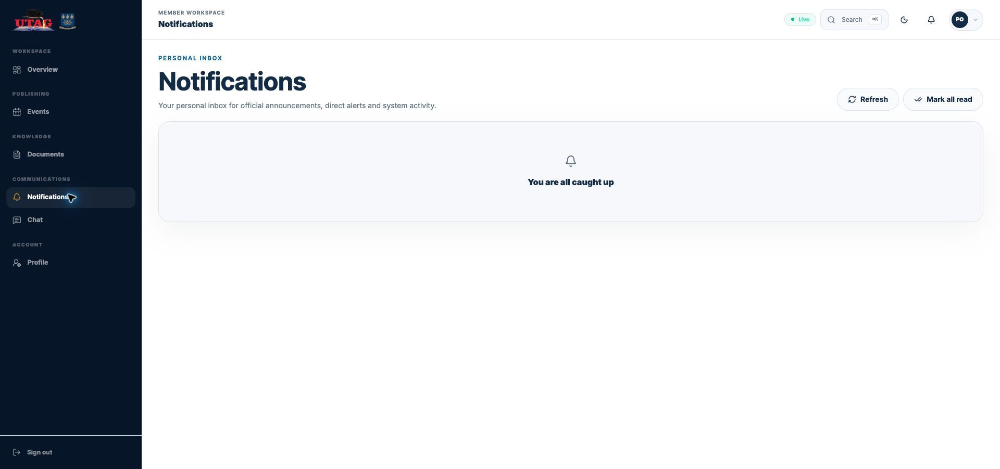 UTAG
WORKSPACE
Overview
PUBLISHING
Events
KNOWLEDGE
Documents
COMMUNICATIONS
Notifications
Chat
ACCOUNT
Profile
Sign out
MEMBER WORKSPACE
Notifications
Live
Search ⌘K
PO
PERSONAL INBOX
Notifications
Your personal inbox for official announcements, direct alerts and system activity.
Refresh
Mark all read
You are all caught up